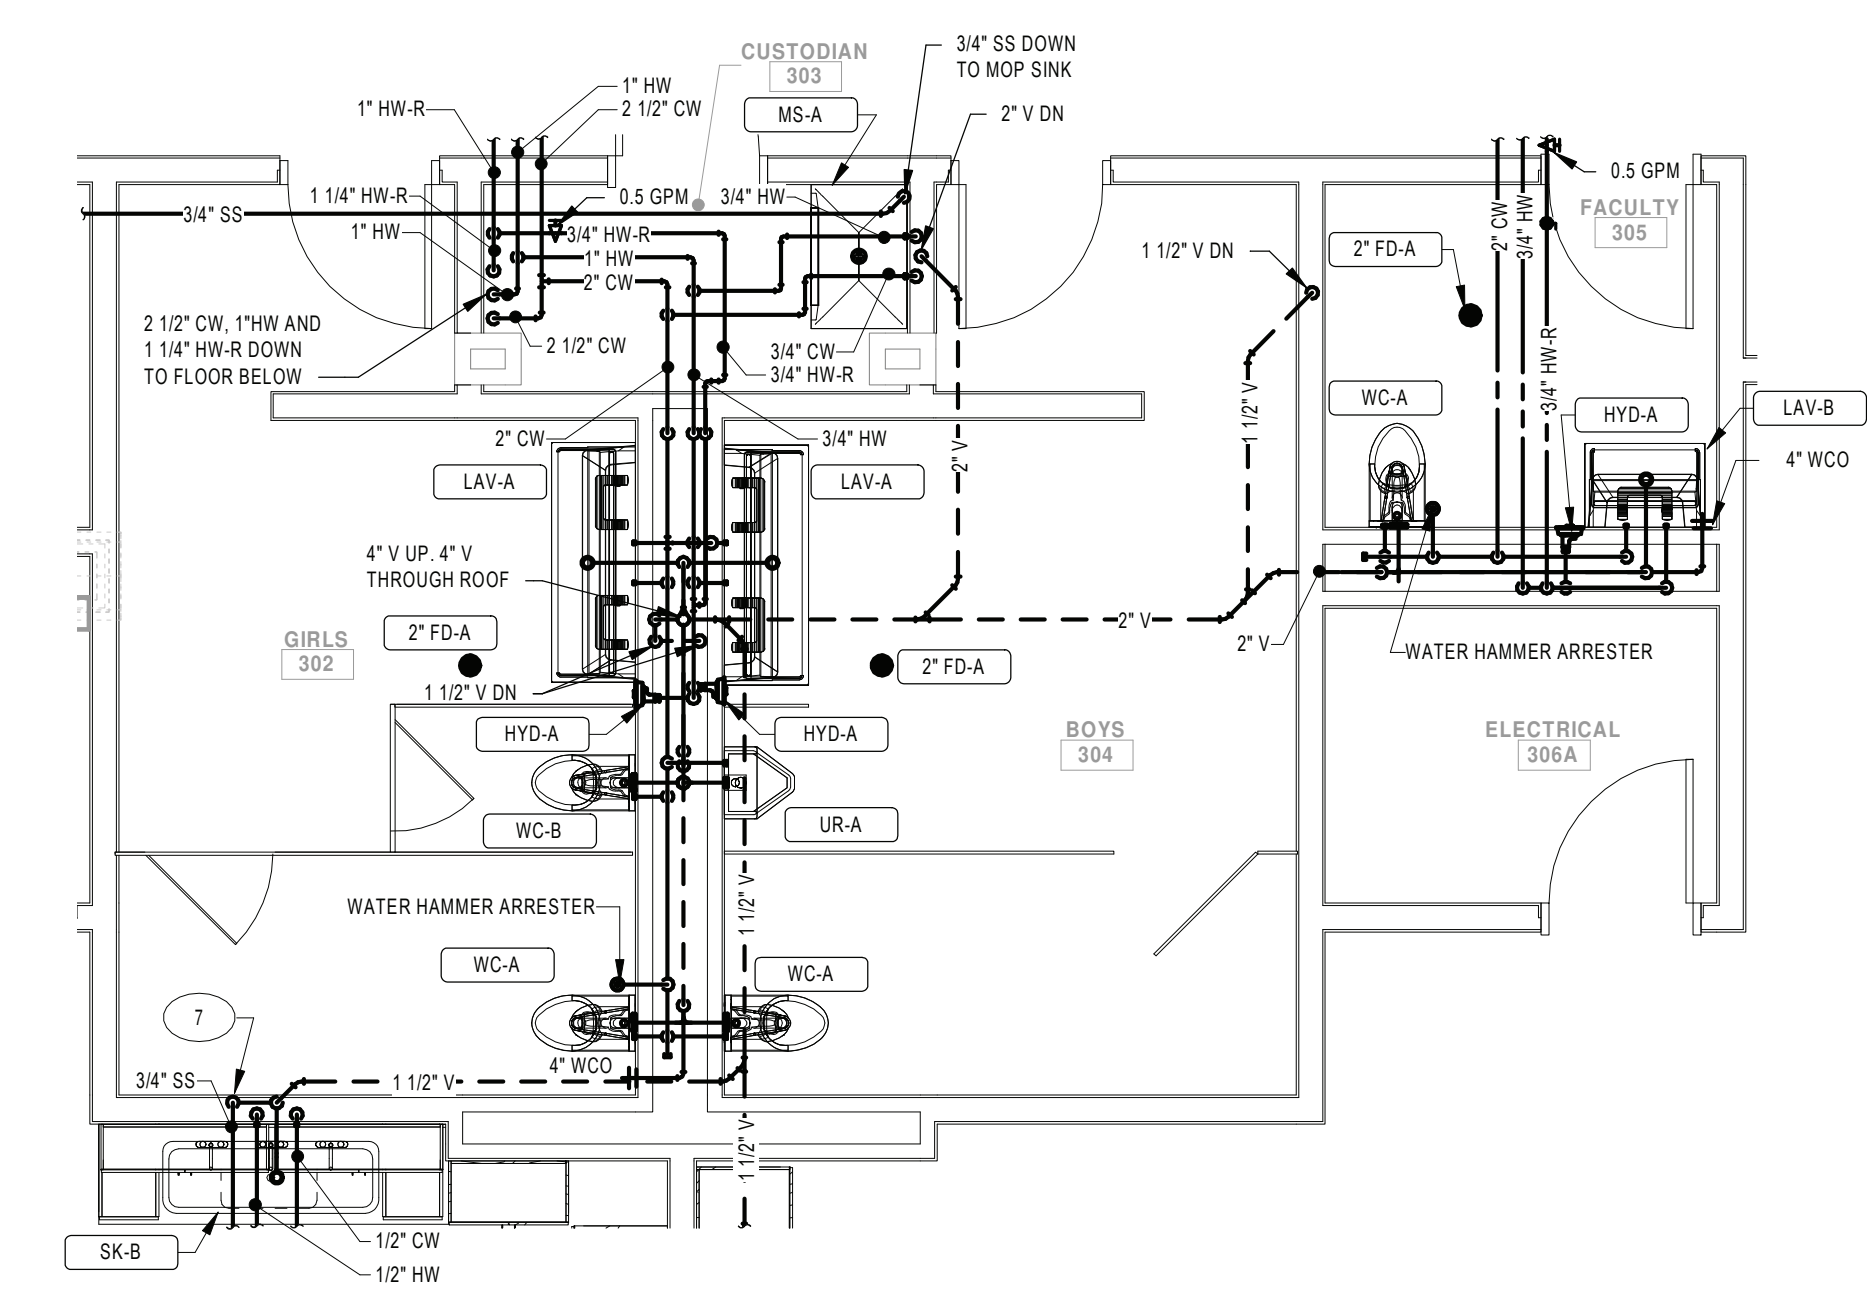 CUSTODIAN
303
3/4" SS DOWN
TO MOP SINK
1" HW
2 1/2" CW
1" HW-R
MS-A
2" V DN
0.5 GPM
1 1/4" HW-R
0.5 GPM
3/4" HW
3/4" SS
1" HW
3/4" HW-R
1" HW
2" CW
2" CW
3/4" HW
FACULTY
305
2" FD-A
1 1/2" V DN
2 1/2" CW, 1"HW AND
1 1/4" HW-R DOWN
TO FLOOR BELOW
2 1/2" CW
3/4" CW
3/4" HW-R
3/4" HW-R
1 1/2" V
WC-A
HYD-A
LAV-B
2" CW
3/4" HW
2" V
4" WCO
LAV-A
LAV-A
4" V UP. 4" V
THROUGH ROOF
2" V
2" V
GIRLS
302
2" FD-A
2" FD-A
WATER HAMMER ARRESTER
1 1/2" V DN
HYD-A
HYD-A
BOYS
304
ELECTRICAL
306A
WC-B
UR-A
1 1/2" V
WATER HAMMER ARRESTER
WC-A
WC-A
7
4" WCO
3/4" SS
1 1/2" V
1 1/2" V
SK-B
1/2" CW
1/2" HW